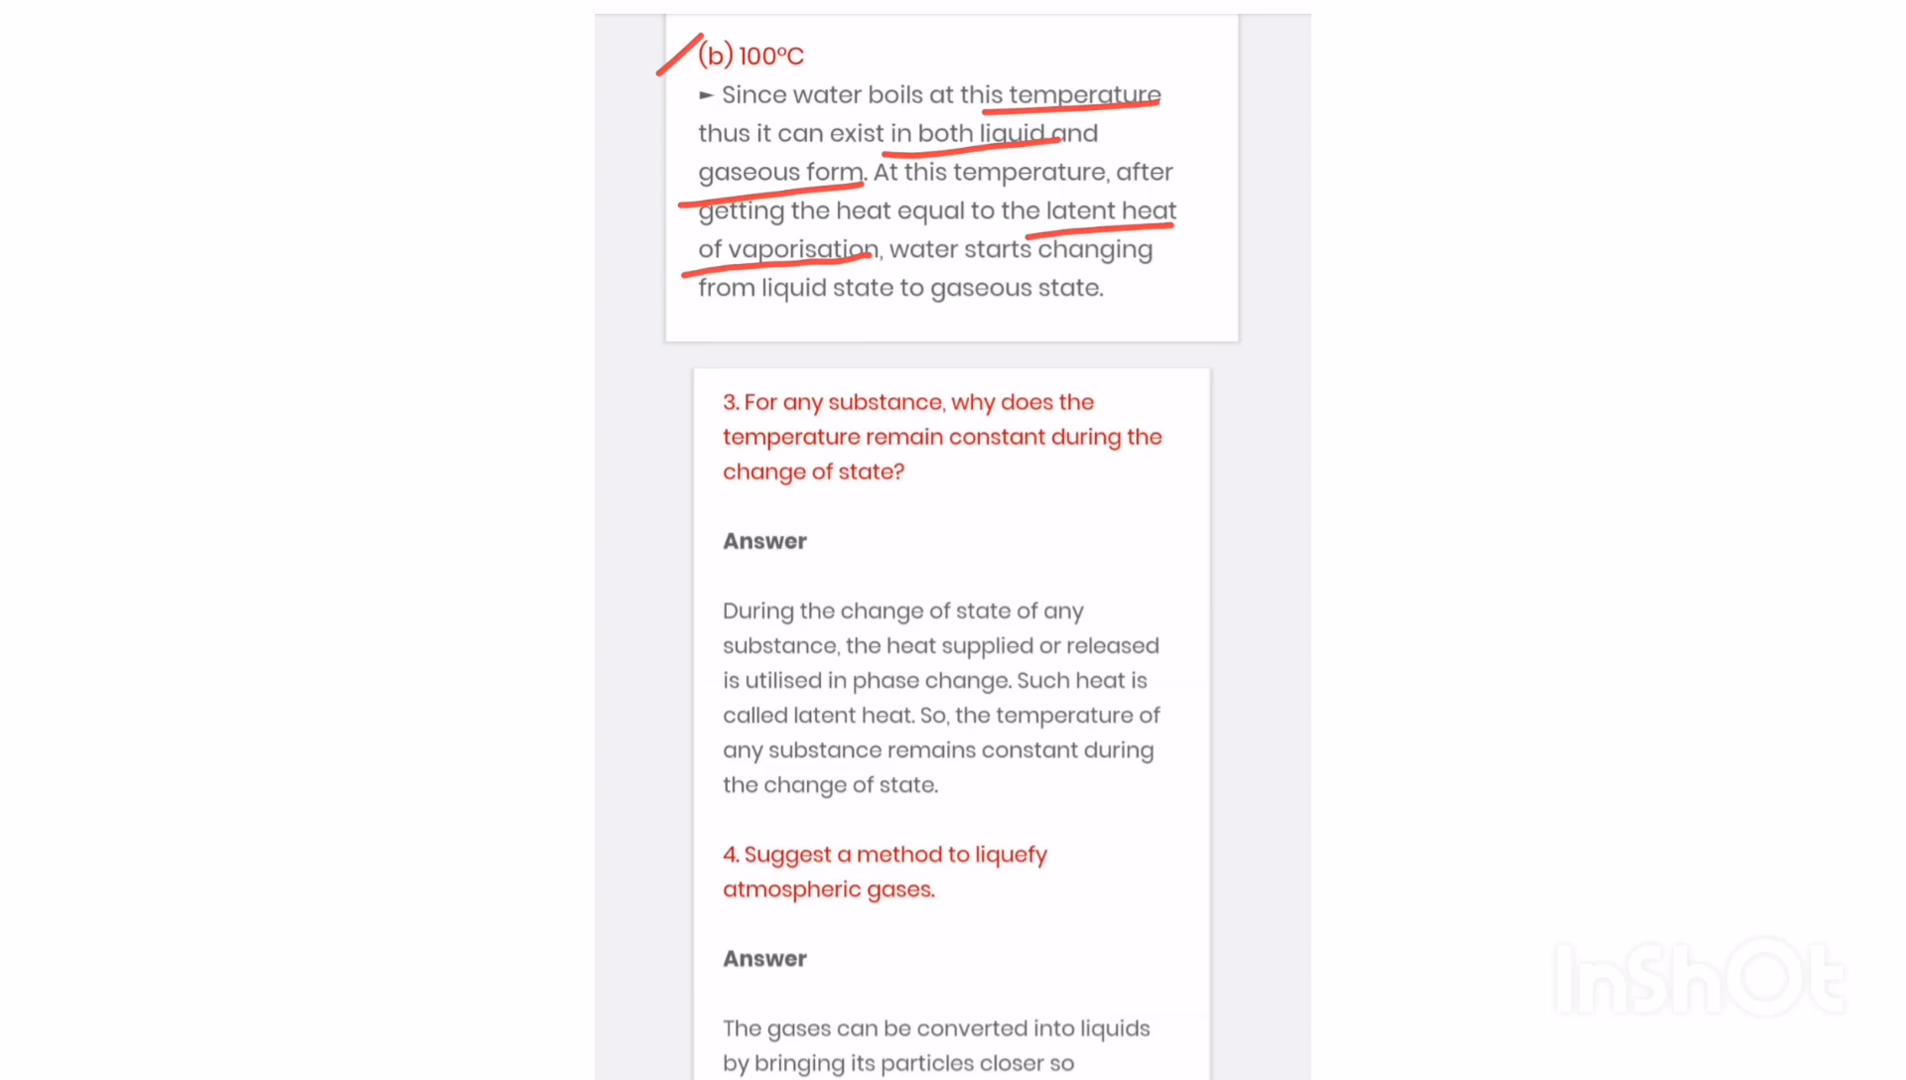 (b) 100°C
► Since water boils at this temperature
thus it can exist in both liquid and
gaseous form. At this temperature, after
getting the heat equal to the latent heat
of vaporisation, water starts changing
from liquid state to gaseous state.
3. For any substance, why does the
temperature remain constant during the
change of state?
Answer
During the change of state of any
substance, the heat supplied or released
is utilised in phase change. Such heat is
called latent heat. So, the temperature of
any substance remains constant during
the change of state.
4. Suggest a method to liquefy
atmospheric gases.
Answer
The gases can be converted into liquids
by bringing its particles closer so
InShOt